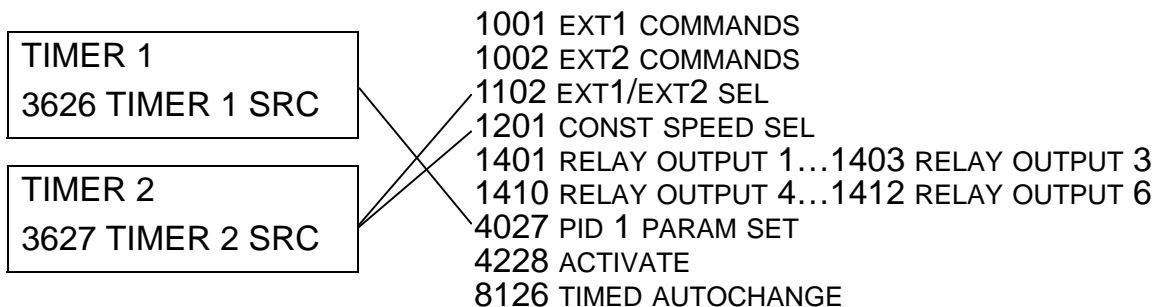 TIMER 1
3626 TIMER 1 SRC
TIMER 2
3627 TIMER 2 SRC
1001 EXT1 COMMANDS
1002 EXT2 COMMANDS
1102 EXT1/EXT2 SEL
1201 CONST SPEED SEL
1401 RELAY OUTPUT 1…1403 RELAY OUTPUT 3
1410 RELAY OUTPUT 4…1412 RELAY OUTPUT 6
4027 PID 1 PARAM SET
4228 ACTIVATE
8126 TIMED AUTOCHANGE